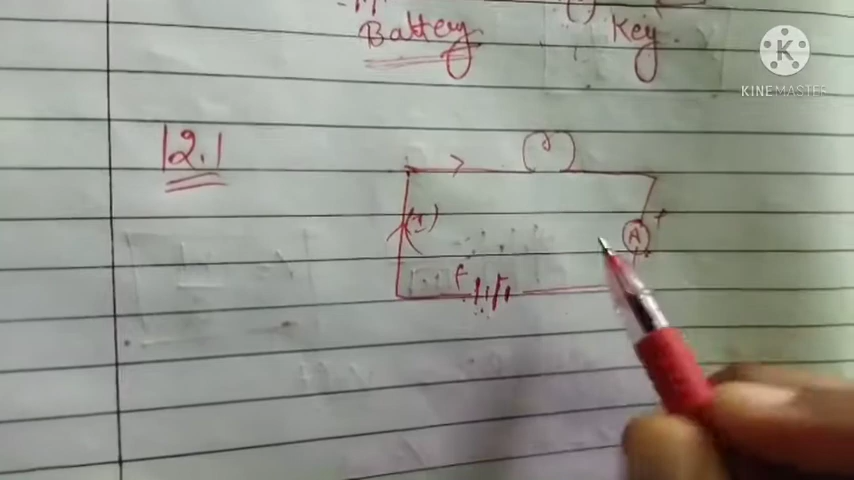 Battery
(.) Key.
K
KINEMASTER
12.1
+
A
+